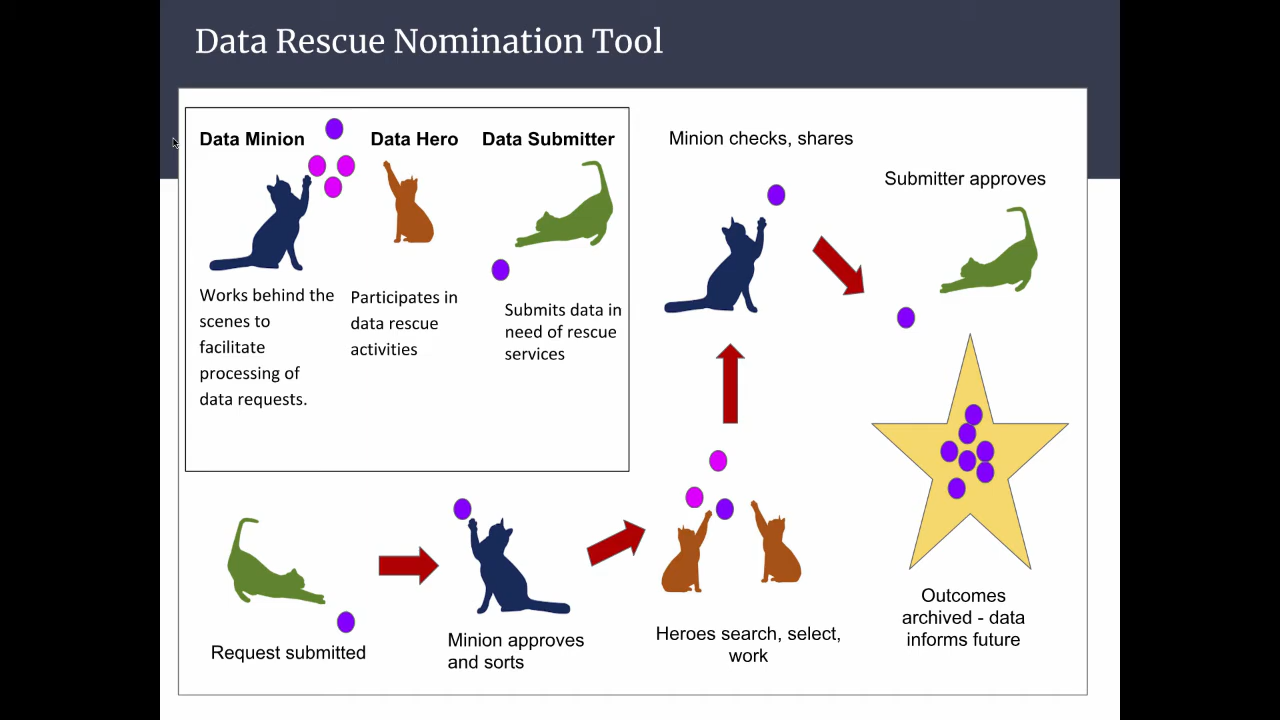 Data Rescue Nomination Tool
Data Minion
Works behind the
scenes to
facilitate
processing of
data requests.
Data Hero
Participates in
data rescue
activities
Data Submitter
Submits data in
need of rescue
services
Request submitted
Minion approves
and sorts
Heroes search, select,
work
Minion checks, shares
Submitter approves
Outcomes
archived - data
informs future